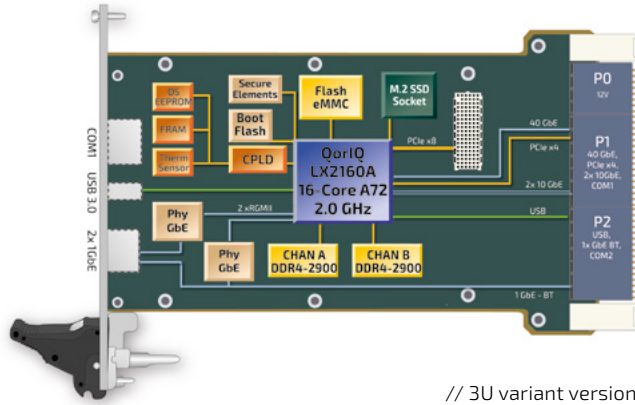 DS
EEPROM
FRAM
Therm
Sensor
CPLD
Secure
Elements
Boot
Flash
Flash
eMMC
M.2 SSD
Socket
PCIe x8
QorIQ
LX2160A
16-Core A72
2.0 GHz
40 GbE
PCIe x4
2x 10 GbE
USB
1 GbE - BT
P0
12V
P1
40 GbE,
PCIe x4,
2x 10GbE,
COM1
P2
USB,
1x GbE BT,
COM2
COM1
USB 3.0
2x 1GbE
Phy
GbE
2 xRGMII
Phy
GbE
CHAN A
DDR4-2900
CHAN B
DDR4-2900
// 3U variant version